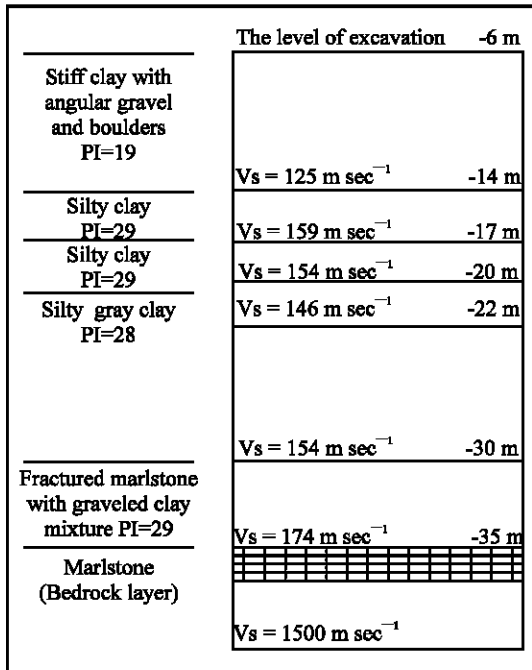 The level of excavation -6 m
Stiff clay with
angular gravel
and boulders
PI=19
Vs = 125 m sec⁻¹ -14 m
Silty clay
PI=29
Vs = 159 m sec⁻¹ -17 m
Silty clay
PI=29
Vs = 154 m sec⁻¹ -20 m
Silty gray clay
PI=28
Vs = 146 m sec⁻¹ -22 m
Vs = 154 m sec⁻¹ -30 m
Fractured marlstone
with graveled clay
mixture PI=29
Vs = 174 m sec⁻¹ -35 m
Marlstone
(Bedrock layer)
Vs = 1500 m sec⁻¹